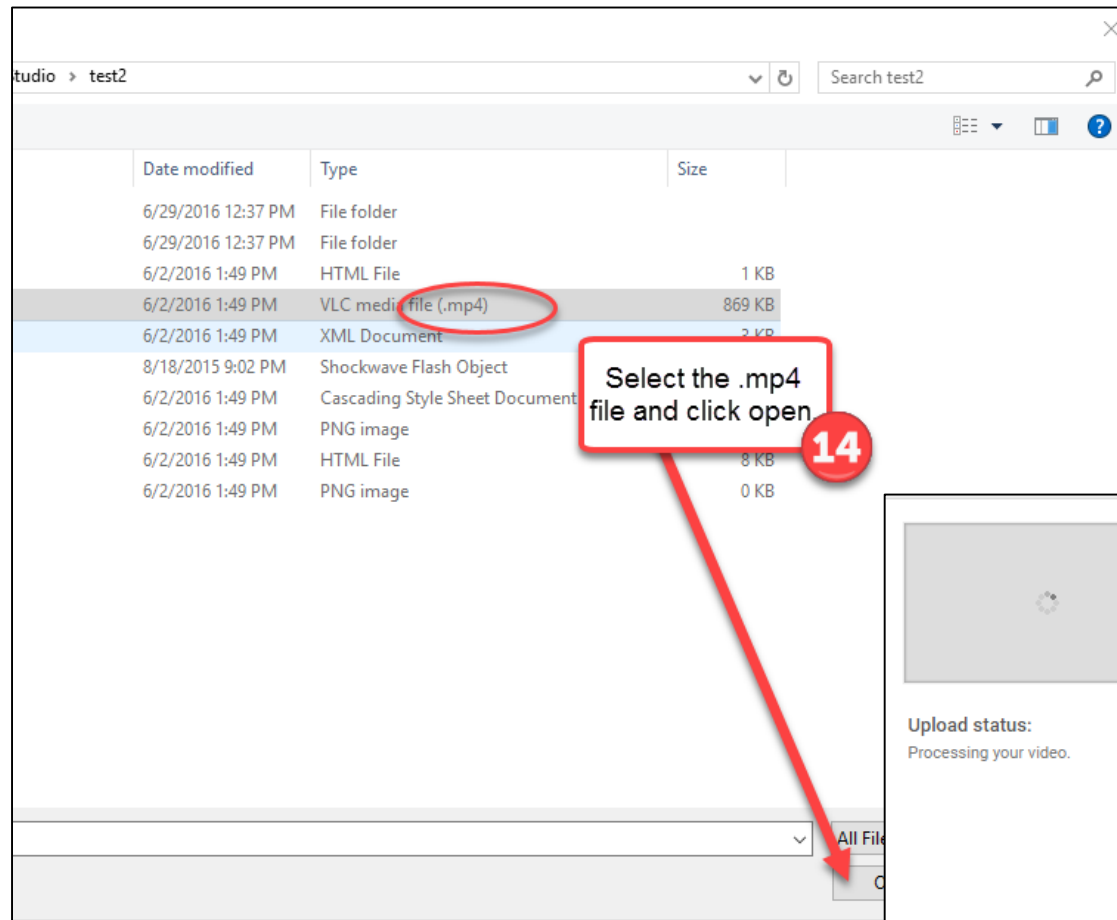 tudio > test2
Search test2
Date modified Type Size
6/29/2016 12:37 PM File folder
6/29/2016 12:37 PM File folder
6/2/2016 1:49 PM HTML File 1 KB
6/2/2016 1:49 PM VLC media file (.mp4) 869 KB
6/2/2016 1:49 PM XML Document 3 KB
8/18/2015 9:02 PM Shockwave Flash Object
6/2/2016 1:49 PM Cascading Style Sheet Document
6/2/2016 1:49 PM PNG image
6/2/2016 1:49 PM HTML File 8 KB
6/2/2016 1:49 PM PNG image 0 KB
Select the .mp4
file and click open.
14
Upload status:
Processing your video.
All File